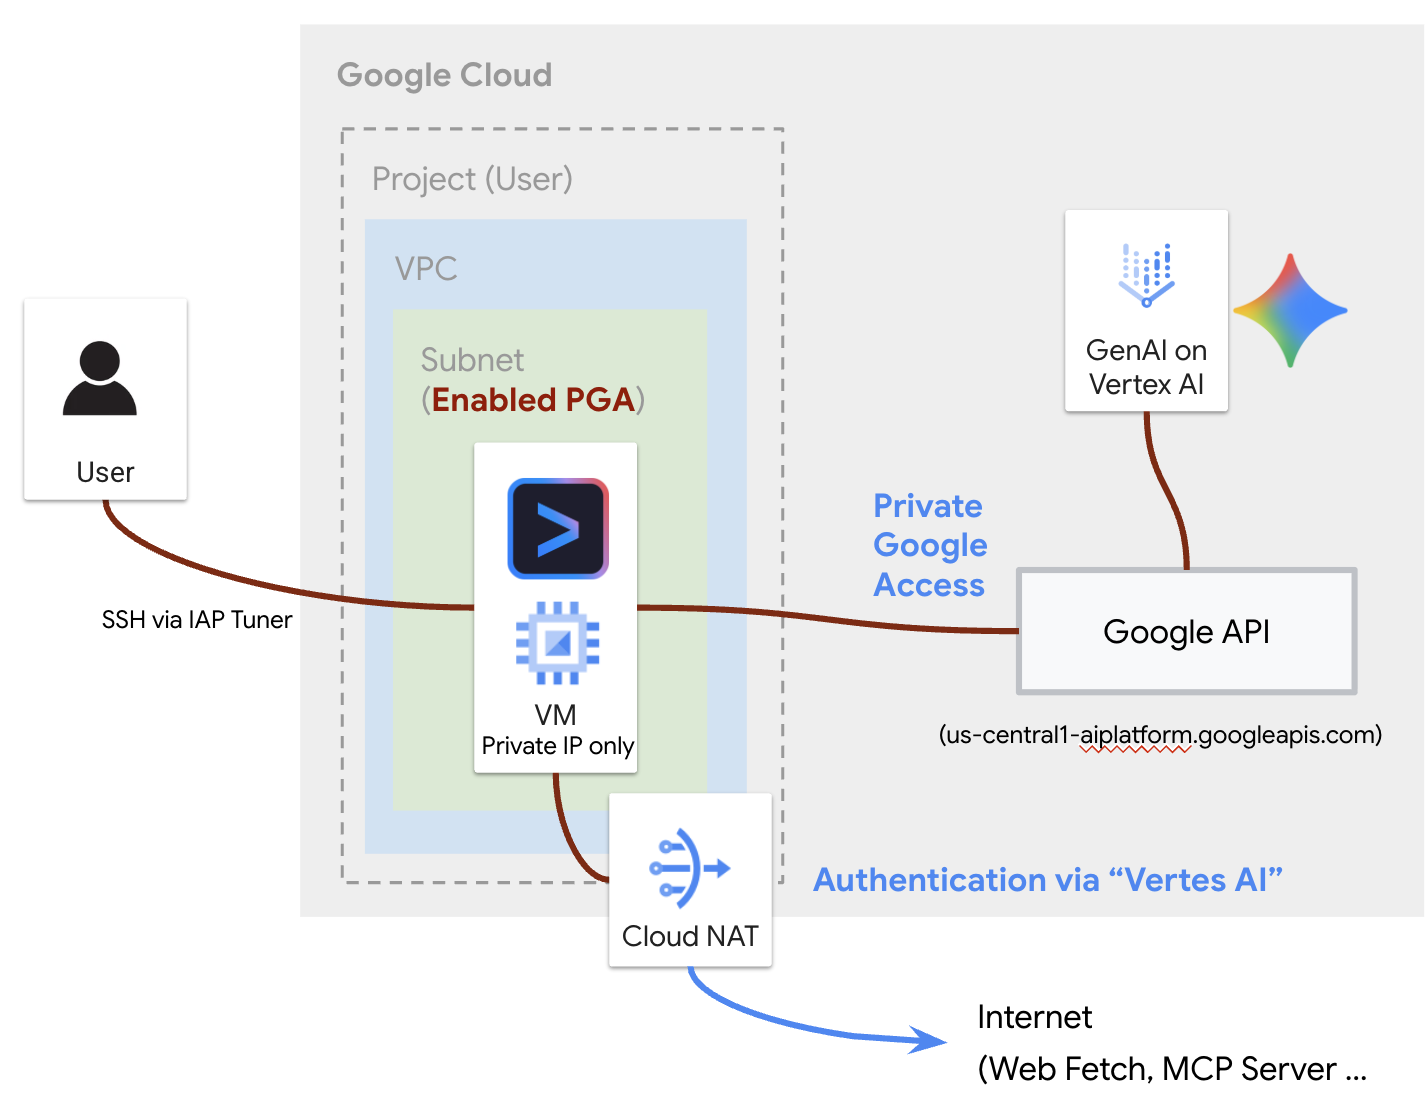 Google Cloud
Project (User)
VPC
Subnet
(Enabled PGA)
User
SSH via IAP Tuner
VM
Private IP only
GenAI on
Vertex AI
Private
Google
Access
Google API
(us-central1-aiplatform.googleapis.com)
Authentication via “Vertes AI”
Cloud NAT
Internet
(Web Fetch, MCP Server ...